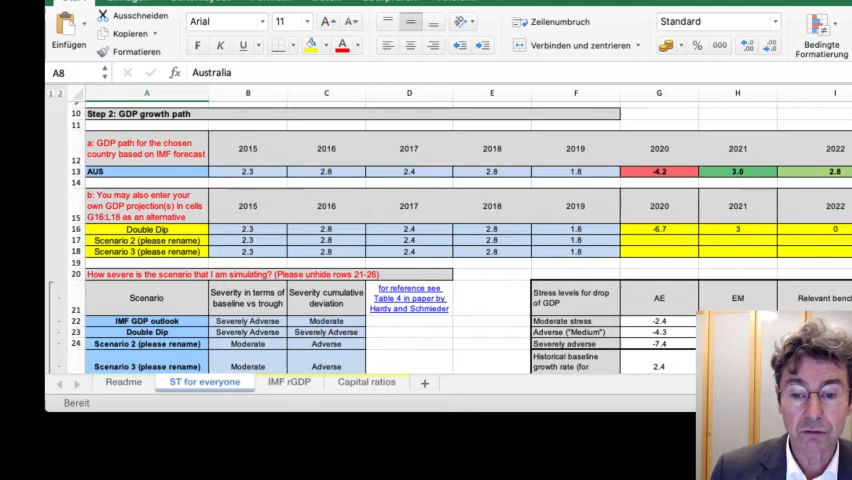 Einfügen
Ausschneiden
Kopieren
Formatieren
Arial 11
F K U
Zeilenumbruch
Verbinden und zentrieren
Standard
% 000
Bedingte
Formatierung
A8 fx Australia
A B C D E F G H I
10 Step 2: GDP growth path
11
12 a: GDP path for the chosen country based on IMF forecast 2015 2016 2017 2018 2019 2020 2021 2022
13 AUS 2.3 2.8 2.4 2.8 1.8 -4.2 3.0 2.8
14
15 b: You may also enter your own GDP projection(s) in cells G16:L18 as an alternative 2015 2016 2017 2018 2019 2020 2021 2022
16 Double Dip 2.3 2.8 2.4 2.8 1.8 -6.7 3 0
17 Scenario 2 (please rename) 2.3 2.8 2.4 2.8 1.8
18 Scenario 3 (please rename) 2.3 2.8 2.4 2.8 1.8
19
20 How severe is the scenario that I am simulating? (Please unhide rows 21-26)
21 Scenario Severity in terms of baseline vs trough Severity cumulative deviation for reference see Table 4 in paper by Hardy and Schmieder Stress levels for drop of GDP AE EM Relevant bench
22 IMF GDP outlook Severely Adverse Moderate Moderate stress -2.4
23 Double Dip Severely Adverse Severely Adverse Adverse ("Medium") -4.3
24 Scenario 2 (please rename) Moderate Adverse Severely adverse -7.4
Scenario 3 (please rename) Moderate Adverse Historical baseline growth rate (for 2.4
Readme ST for everyone IMF rGDP Capital ratios +
Bereit